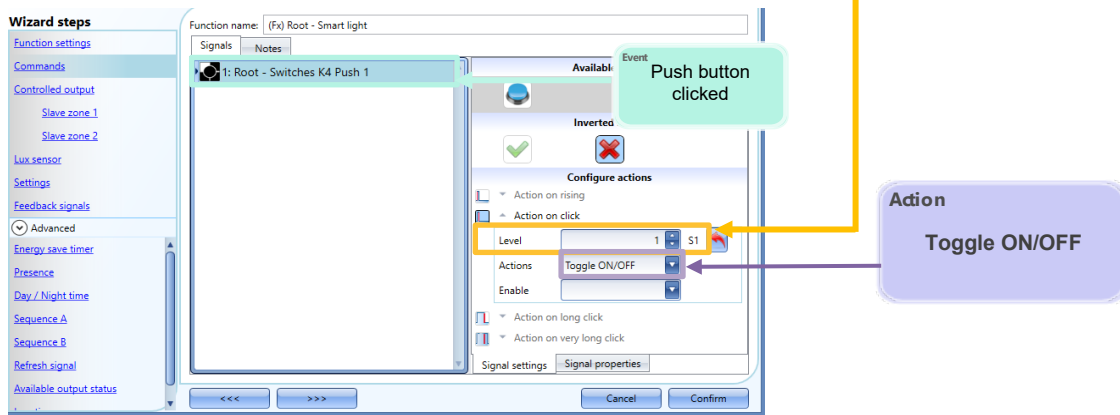 Wizard steps
Function settings
Commands
Controlled output
Slave zone 1
Slave zone 2
Lux sensor
Settings
Feedback signals
Advanced
Energy save timer
Presence
Day / Night time
Sequence A
Sequence B
Refresh signal
Available output status
Function name: (Fx) Root - Smart light
Signals Notes
1: Root - Switches K4 Push 1
Event
Push button
clicked
Inverted
Configure actions
Action on rising
Action on click
Level 1 S1
Actions Toggle ON/OFF
Enable
Action on long click
Action on very long click
Signal settings Signal properties
<<< >>> Cancel Confirm
Action
Toggle ON/OFF